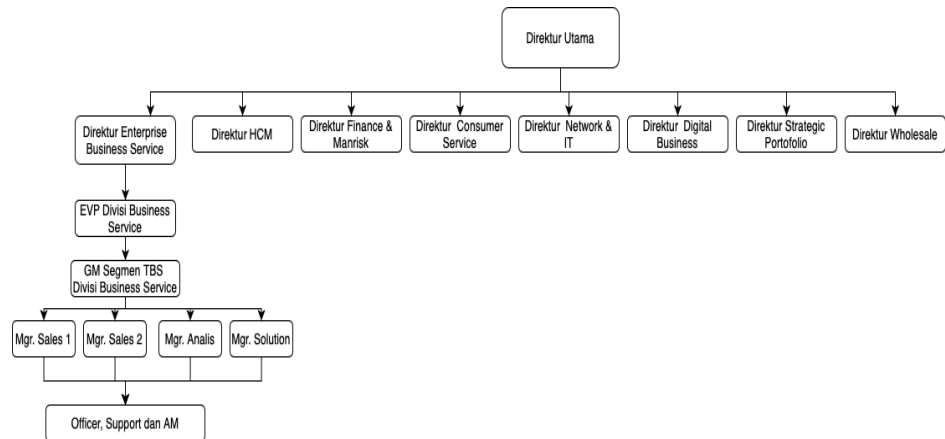 Direktur Utama
Direktur Enterprise
Business Service
Direktur HCM
Direktur Finance &
Manrisk
Direktur Consumer
Service
Direktur Network &
IT
Direktur Digital
Business
Direktur Strategic
Portofolio
Direktur Wholesale
EVP Divisi Business
Service
GM Segmen TBS
Divisi Business Service
Mgr. Sales 1
Mgr. Sales 2
Mgr. Analis
Mgr. Solution
Officer, Support dan AM